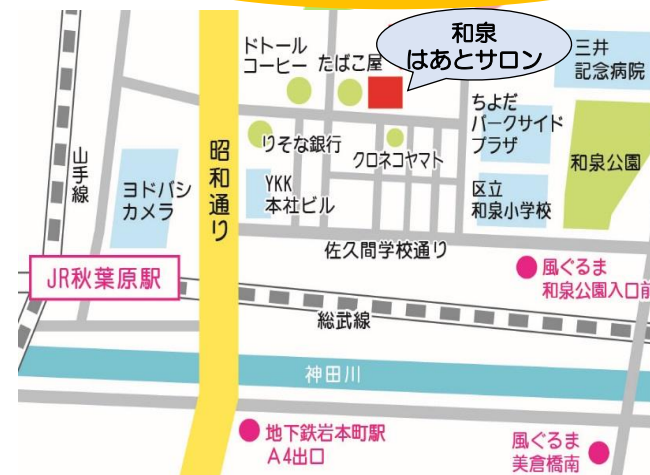 和泉
はあとサロン
三井
記念病院
ドトール
コーヒー
たばこ屋
ちよだ
パークサイド
プラザ
りそな銀行
クロネコヤマト
和泉公園
山手線
ヨドバシ
カメラ
昭和通り
YKK
本社ビル
区立
和泉小学校
佐久間学校通り
JR秋葉原駅
風ぐるま
和泉公園入口前
総武線
神田川
地下鉄岩本町駅
A4出口
風ぐるま
美倉橋南